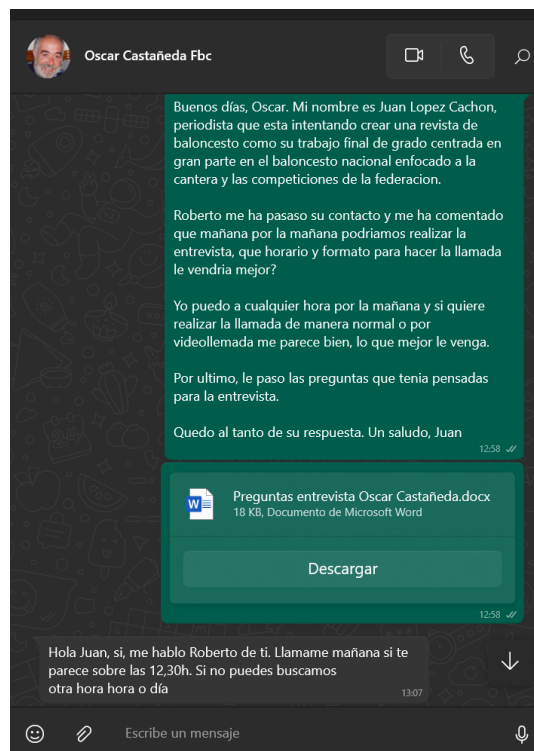 Oscar Castañeda Fbc
Buenos días, Oscar. Mi nombre es Juan Lopez Cachon,
periodista que esta intentando crear una revista de
baloncesto como su trabajo final de grado centrada en
gran parte en el baloncesto nacional enfocado a la
cantera y las competiciones de la federacion.
Roberto me ha pasaso su contacto y me ha comentado
que mañana por la mañana podriamos realizar la
entrevista, que horario y formato para hacer la llamada
le vendria mejor?
Yo puedo a cualquier hora por la mañana y si quiere
realizar la llamada de manera normal o por
videollemada me parece bien, lo que mejor le venga.
Por ultimo, le paso las preguntas que tenia pensadas
para la entrevista.
Quedo al tanto de su respuesta. Un saludo, Juan
12:58
W
Preguntas entrevista Oscar Castañeda.docx
18 KB, Documento de Microsoft Word
Descargar
12:58
Hola Juan, si, me hablo Roberto de ti. Llamame mañana si te
parece sobre las 12,30h. Si no puedes buscamos
otra hora hora o día
13:07
Escribe un mensaje